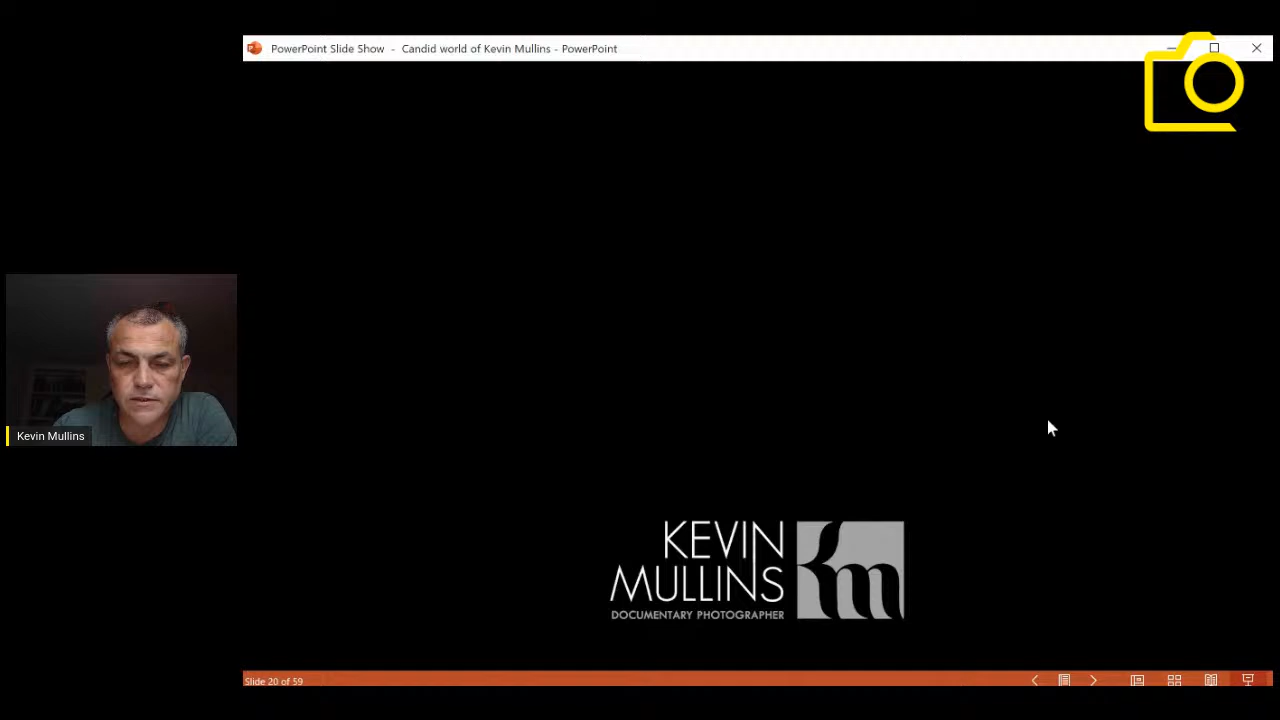 PowerPoint Slide Show - Candid world of Kevin Mullins - PowerPoint
Kevin Mullins
KEVIN
MULLINS
DOCUMENTARY PHOTOGRAPHER
km
Slide 20 of 59